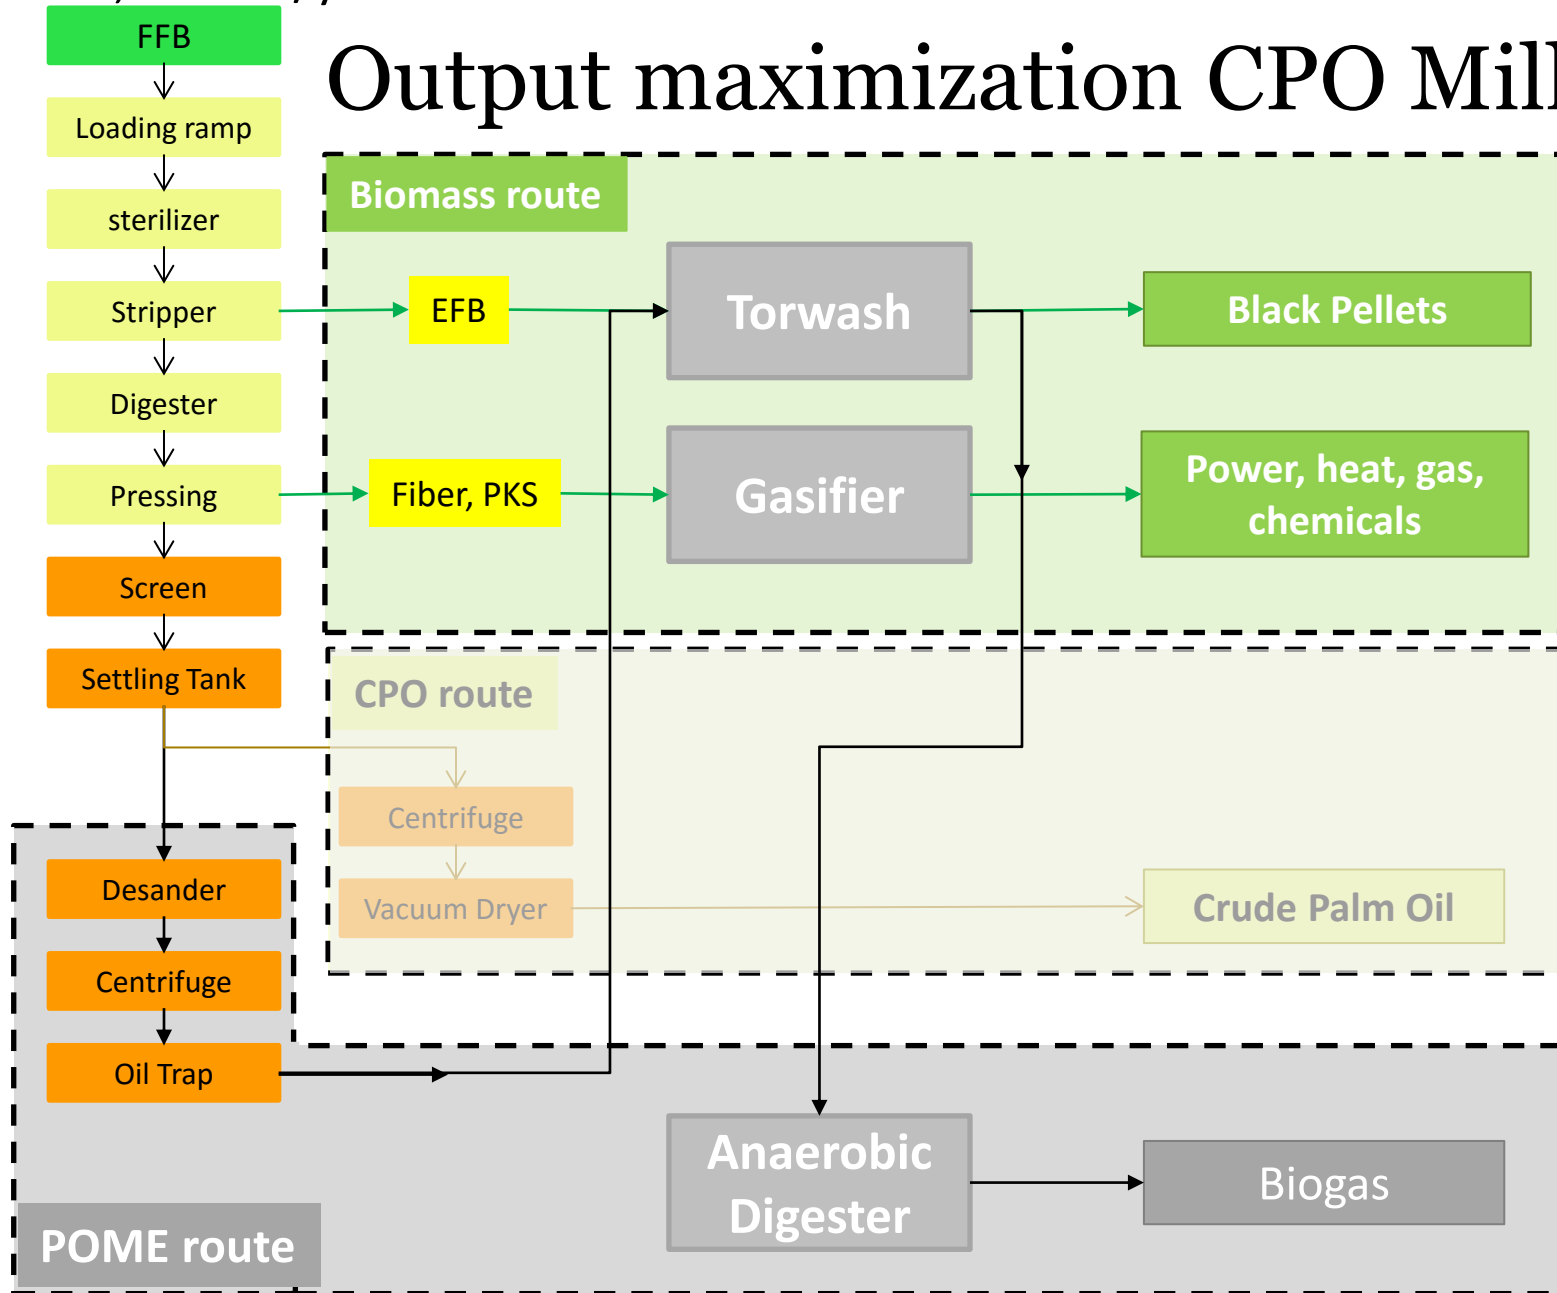 FFB
Output maximization CPO Mill
Loading ramp
sterilizer
Stripper
Digester
Pressing
Screen
Settling Tank
Biomass route
EFB
Torwash
Black Pellets
Fiber, PKS
Gasifier
Power, heat, gas,
chemicals
CPO route
Centrifuge
Vacuum Dryer
Crude Palm Oil
Desander
Centrifuge
Oil Trap
Anaerobic
Digester
Biogas
POME route